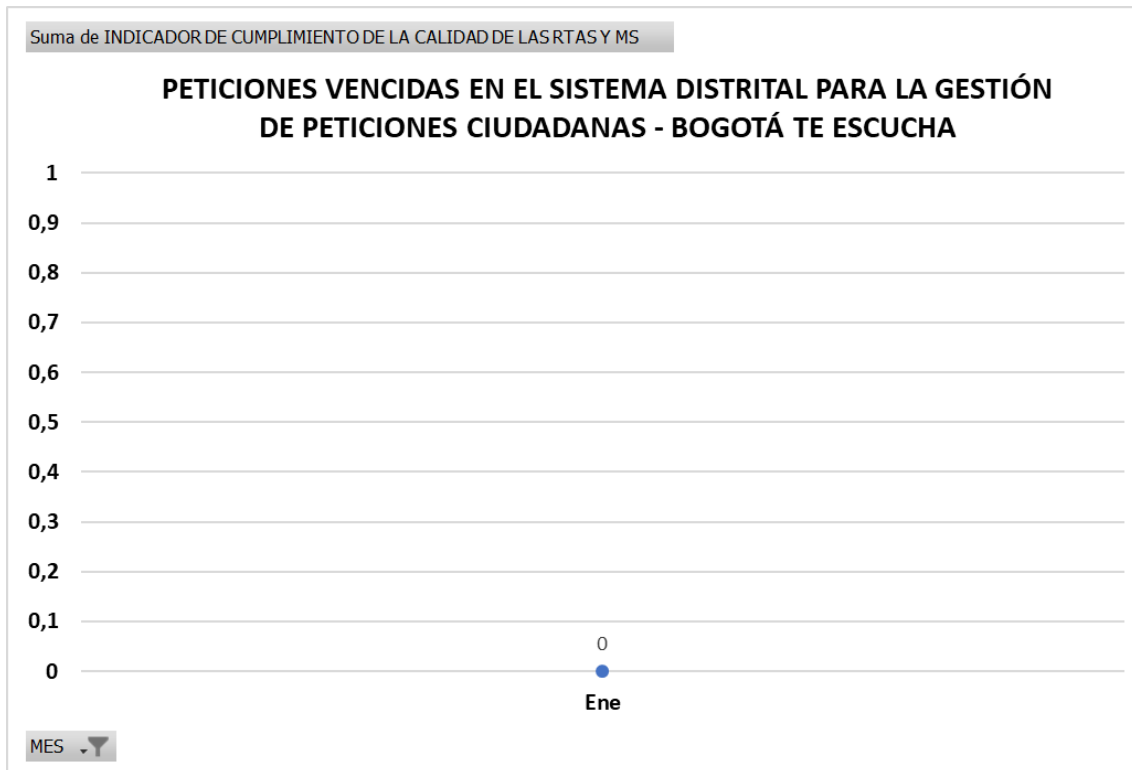 Suma de INDICADOR DE CUMPLIMIENTO DE LA CALIDAD DE LAS RTAS Y MS
PETICIONES VENCIDAS EN EL SISTEMA DISTRITAL PARA LA GESTIÓN
DE PETICIONES CIUDADANAS - BOGOTÁ TE ESCUCHA
1
0,9
0,8
0,7
0,6
0,5
0,4
0,3
0,2
0,1
0
0
Ene
MES